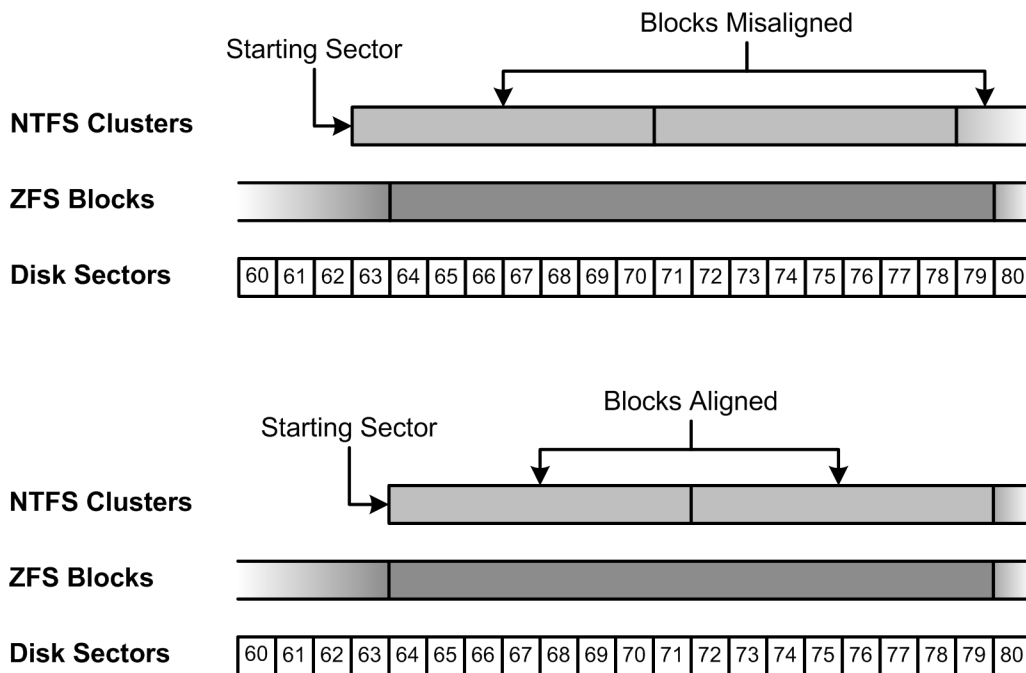 Blocks Misaligned
Starting Sector
NTFS Clusters
ZFS Blocks
Disk Sectors 60 61 62 63 64 65 66 67 68 69 70 71 72 73 74 75 76 77 78 79 80
Blocks Aligned
Starting Sector
NTFS Clusters
ZFS Blocks
Disk Sectors 60 61 62 63 64 65 66 67 68 69 70 71 72 73 74 75 76 77 78 79 80